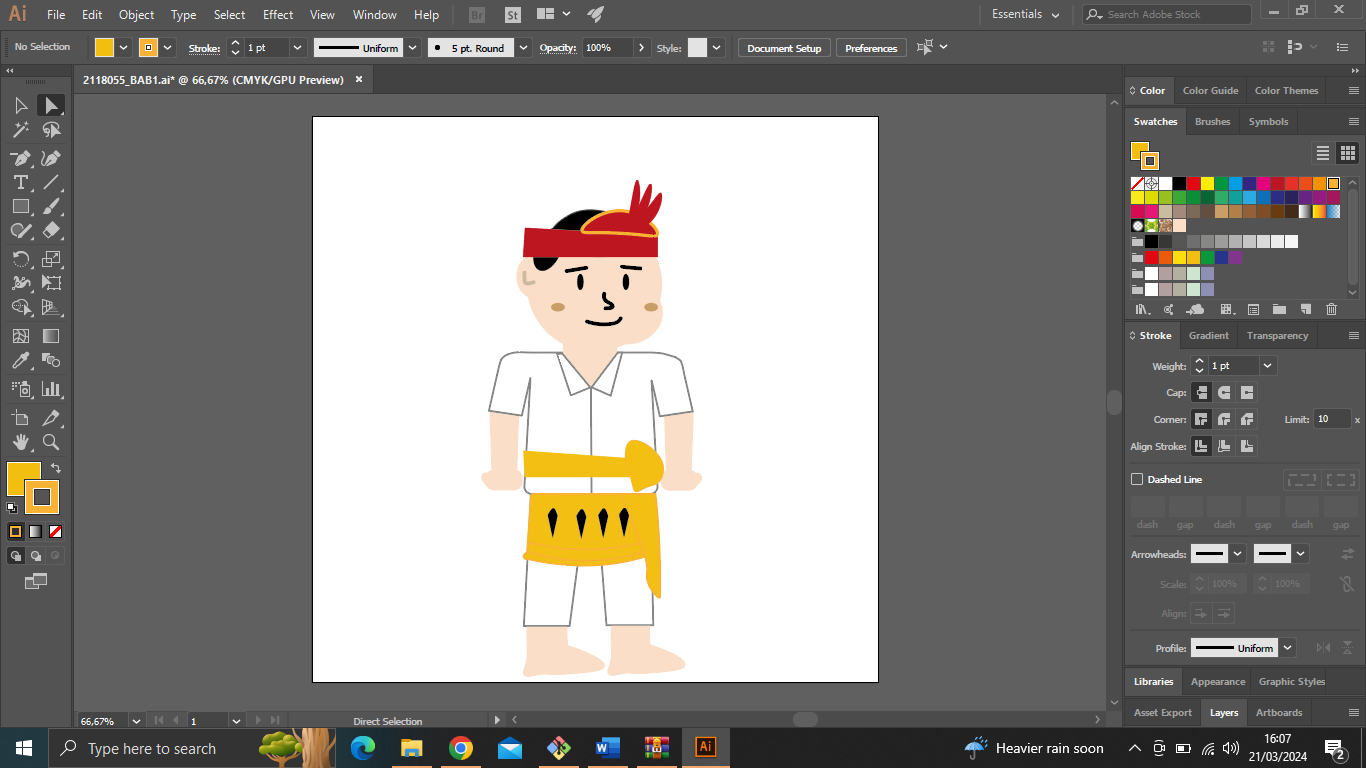 Ai File Edit Object Type Select Effect View Window Help Br St Essentials Search Adobe Stock
No Selection Stroke: 1 pt Uniform 5 pt. Round Opacity: 100% Style: Document Setup Preferences
2118055_BAB1.ai* @ 66,67% (CMYK/GPU Preview)
Color Color Guide Color Themes
Swatches Brushes Symbols
Stroke Gradient Transparency
Weight: 1 pt
Cap:
Corner: Limit: 10 x
Align Stroke:
Dashed Line
dash gap dash gap dash gap
Arrowheads:
Scale: 100% 100%
Align:
Profile: Uniform
Libraries Appearance Graphic Styles
Asset Export Layers Artboards
66,67% 1 Direct Selection
Type here to search Ai Heavier rain soon 16:07
21/03/2024 2